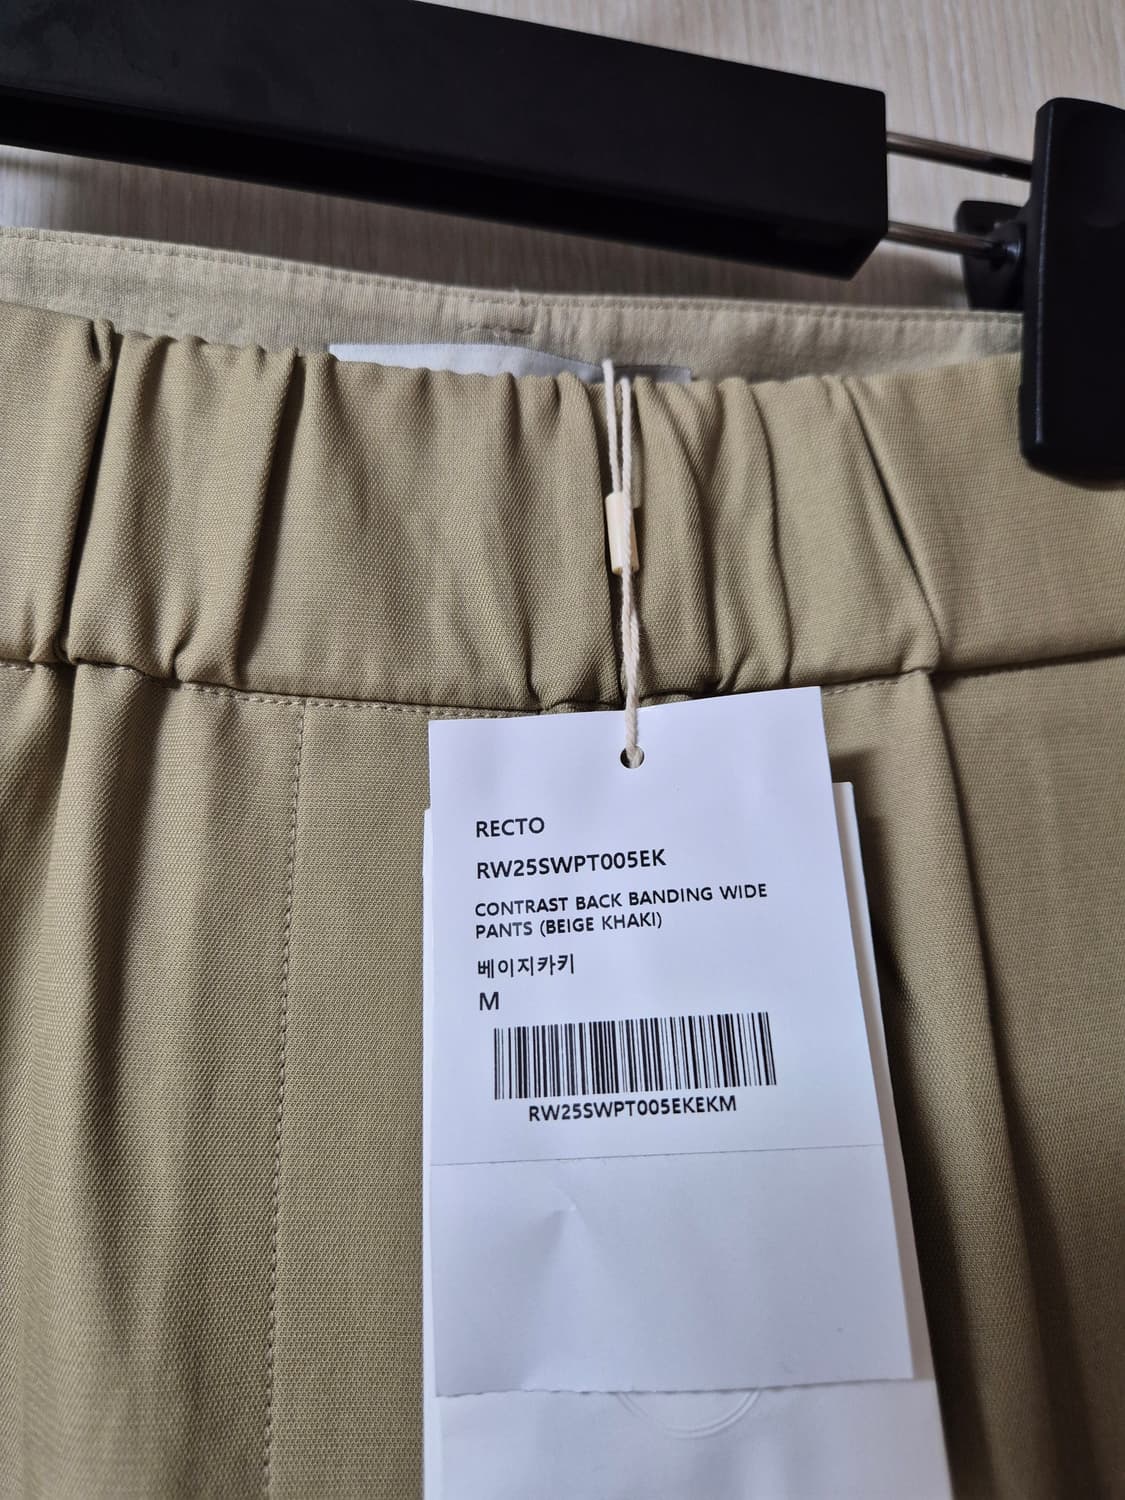 RECTO
RW25SWPT005EK
CONTRAST BACK BANDING WIDE
PANTS (BEIGE KHAKI)
베이지카키
M
RW25SWPT005EKEKM